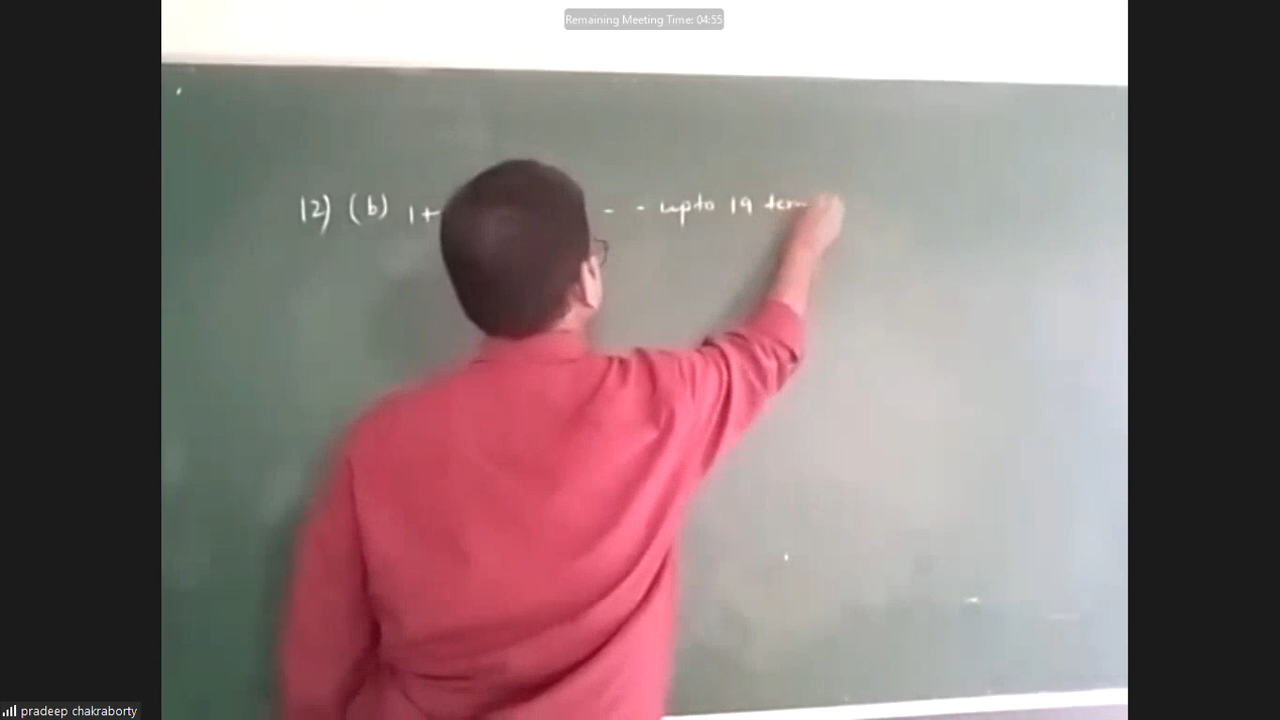 Remaining Meeting Time: 04:55
12) (b) 1+ - - upto 19
pradeep chakraborty